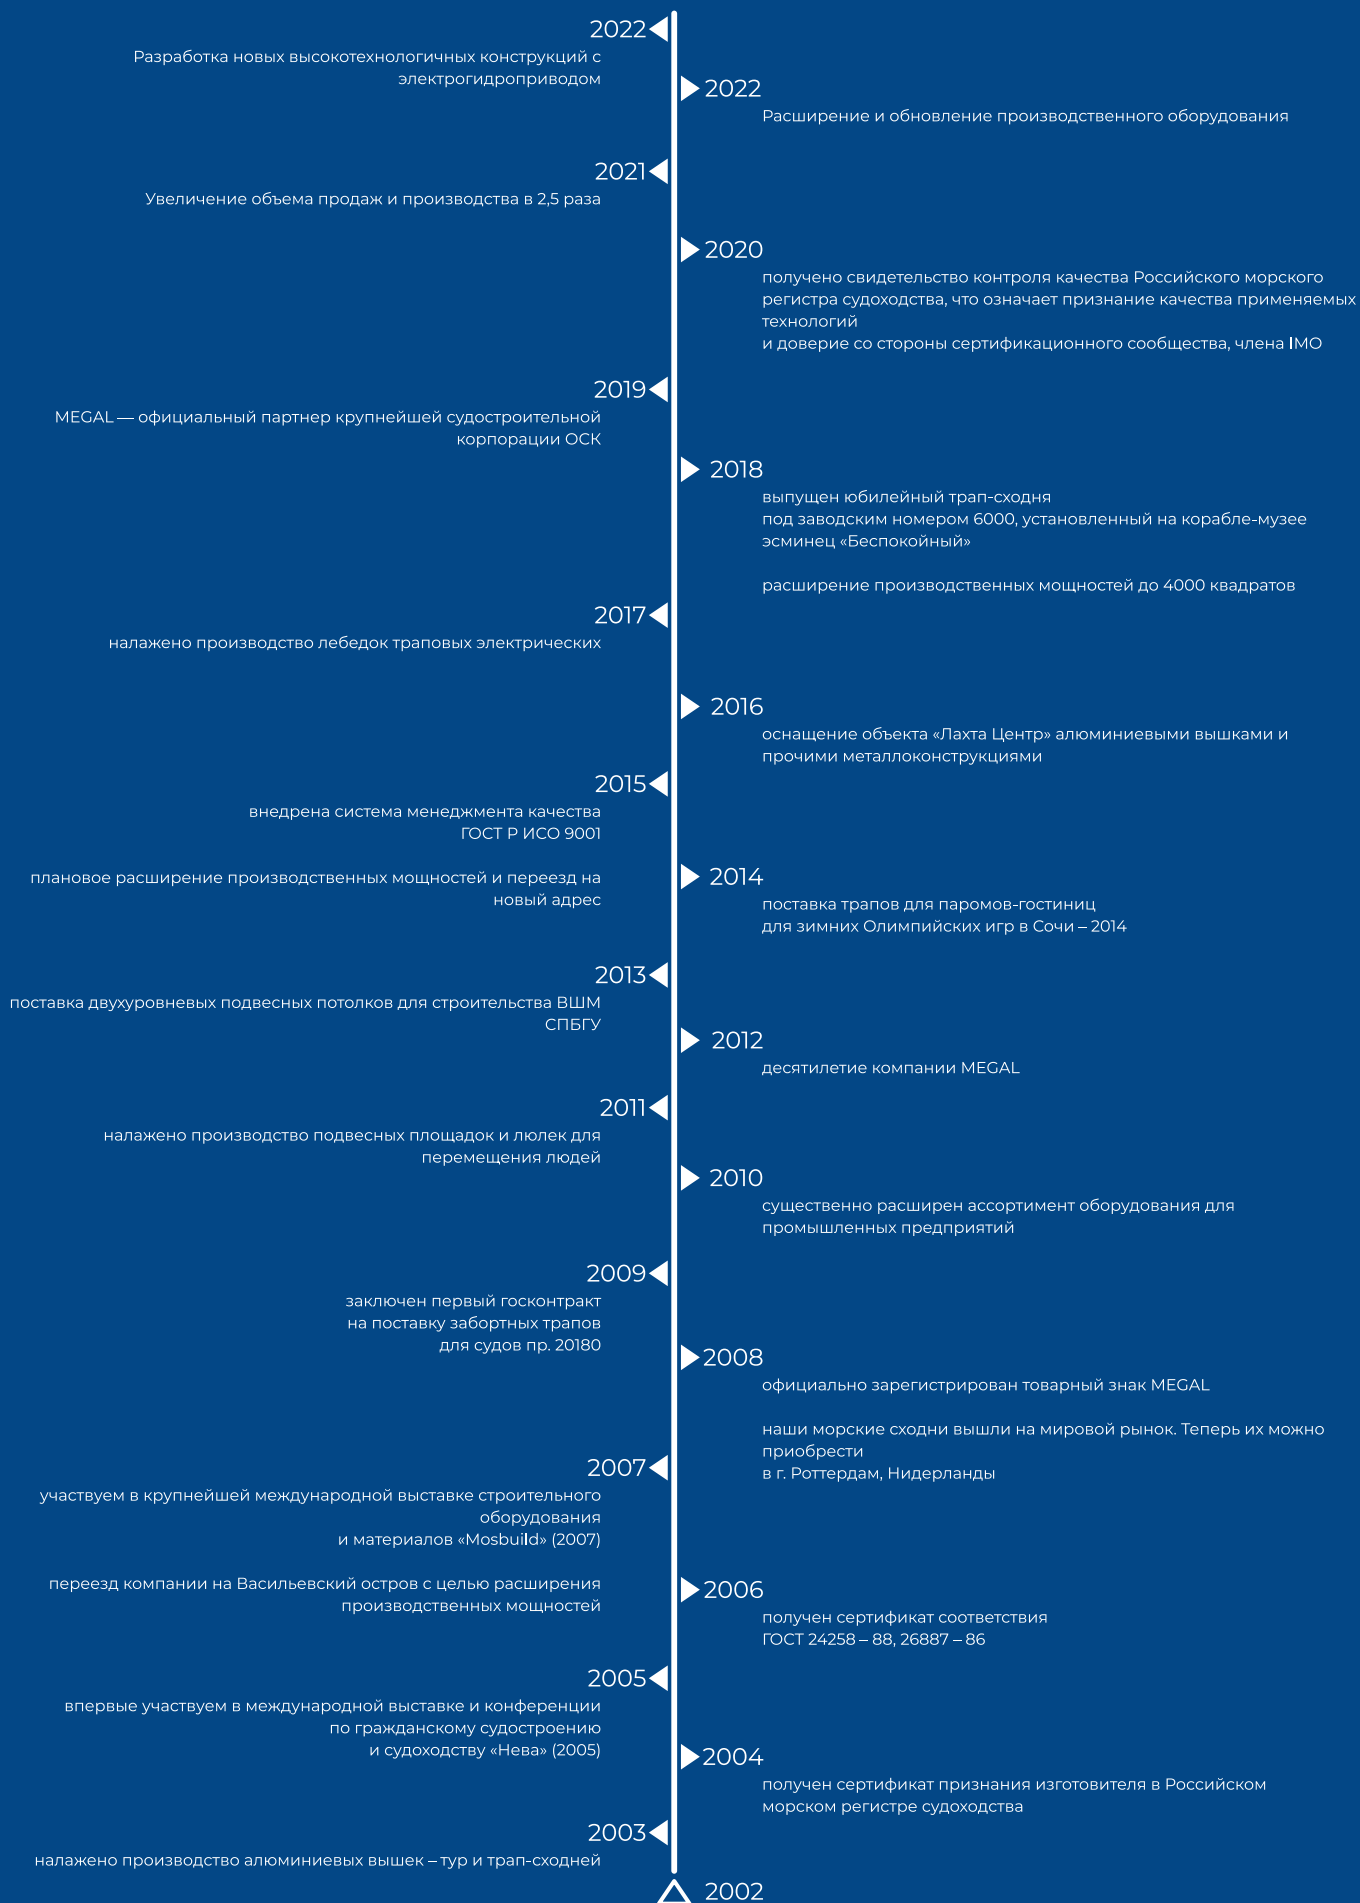 2022
Разработка новых высокотехнологичных конструкций с
электрогидроприводом
2022
Расширение и обновление производственного оборудования
2021
Увеличение объема продаж и производства в 2,5 раза
2020
получено свидетельство контроля качества Российского морского
регистра судоходства, что означает признание качества применяемых
технологий
и доверие со стороны сертификационного сообщества, члена IMO
2019
MEGAL — официальный партнер крупнейшей судостроительной
корпорации ОСК
2018
выпущен юбилейный трап-сходня
под заводским номером 6000, установленный на корабле-музее
эсминец «Беспокойный»
расширение производственных мощностей до 4000 квадратов
2017
налажено производство лебедок траповых электрических
2016
оснащение объекта «Лахта Центр» алюминиевыми вышками и
прочими металлоконструкциями
2015
внедрена система менеджмента качества
ГОСТ Р ИСО 9001
плановое расширение производственных мощностей и переезд на
новый адрес
2014
поставка трапов для паромов-гостиниц
для зимних Олимпийских игр в Сочи – 2014
2013
поставка двухуровневых подвесных потолков для строительства ВШМ
СПБГУ
2012
десятилетие компании MEGAL
2011
налажено производство подвесных площадок и люлек для
перемещения людей
2010
существенно расширен ассортимент оборудования для
промышленных предприятий
2009
заключен первый госконтракт
на поставку забортных трапов
для судов пр. 20180
2008
официально зарегистрирован товарный знак MEGAL
наши морские сходни вышли на мировой рынок. Теперь их можно
приобрести
в г. Роттердам, Нидерланды
2007
участвуем в крупнейшей международной выставке строительного
оборудования
и материалов «Mosbuild» (2007)
переезд компании на Васильевский остров с целью расширения
производственных мощностей
2006
получен сертификат соответствия
ГОСТ 24258 – 88, 26887 – 86
2005
впервые участвуем в международной выставке и конференции
по гражданскому судостроению
и судоходству «Нева» (2005)
2004
получен сертификат признания изготовителя в Российском
морском регистре судоходства
2003
налажено производство алюминиевых вышек – тур и трап-сходней
2002